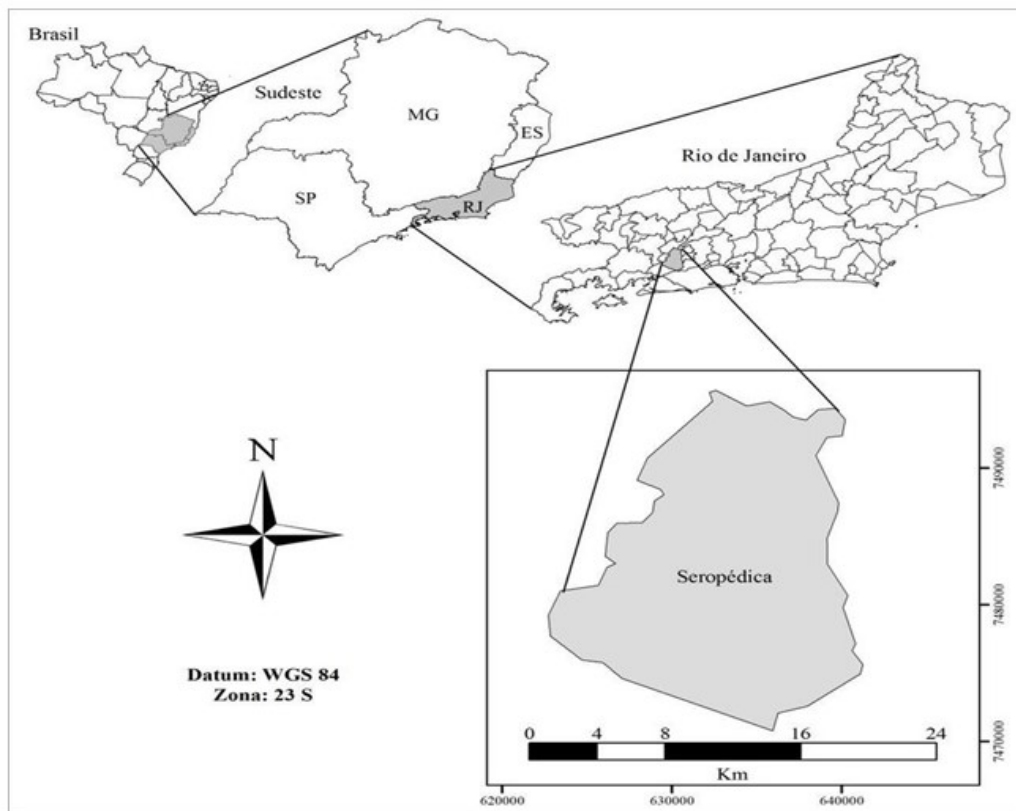 Brasil
Sudeste
MG
ES
SP
RJ
Rio de Janeiro
N
Datum: WGS 84
Zona: 23 S
Seropédica
0 4 8 16 24
Km
7490000
7480000
7470000
620000 630000 640000